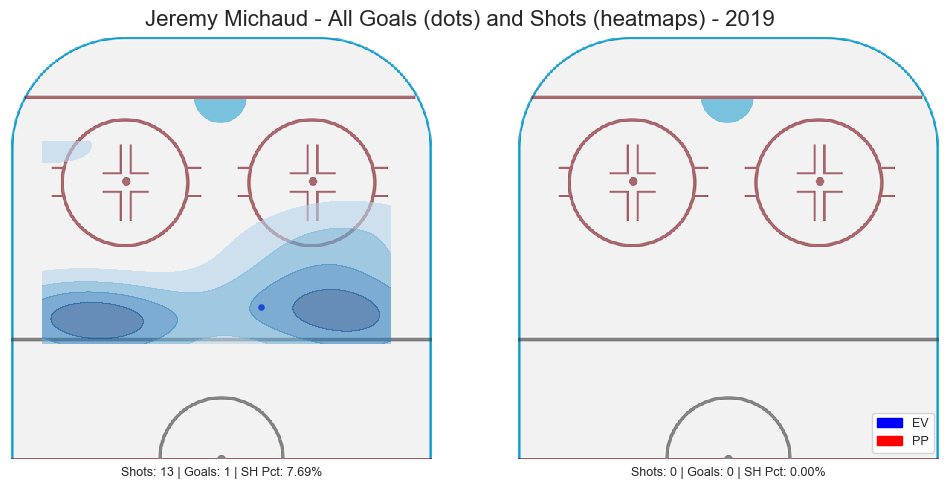 Jeremy Michaud - All Goals (dots) and Shots (heatmaps) - 2019
EV
PP
Shots: 13 | Goals: 1 | SH Pct: 7.69%
Shots: 0 | Goals: 0 | SH Pct: 0.00%